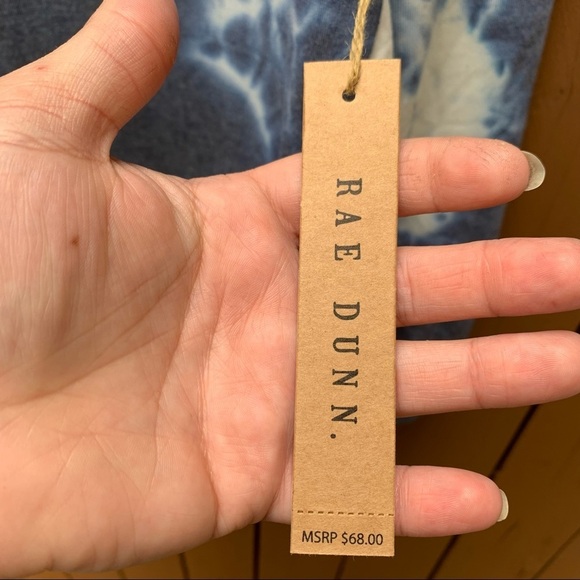 RAE DUNN.
MSRP $68.00